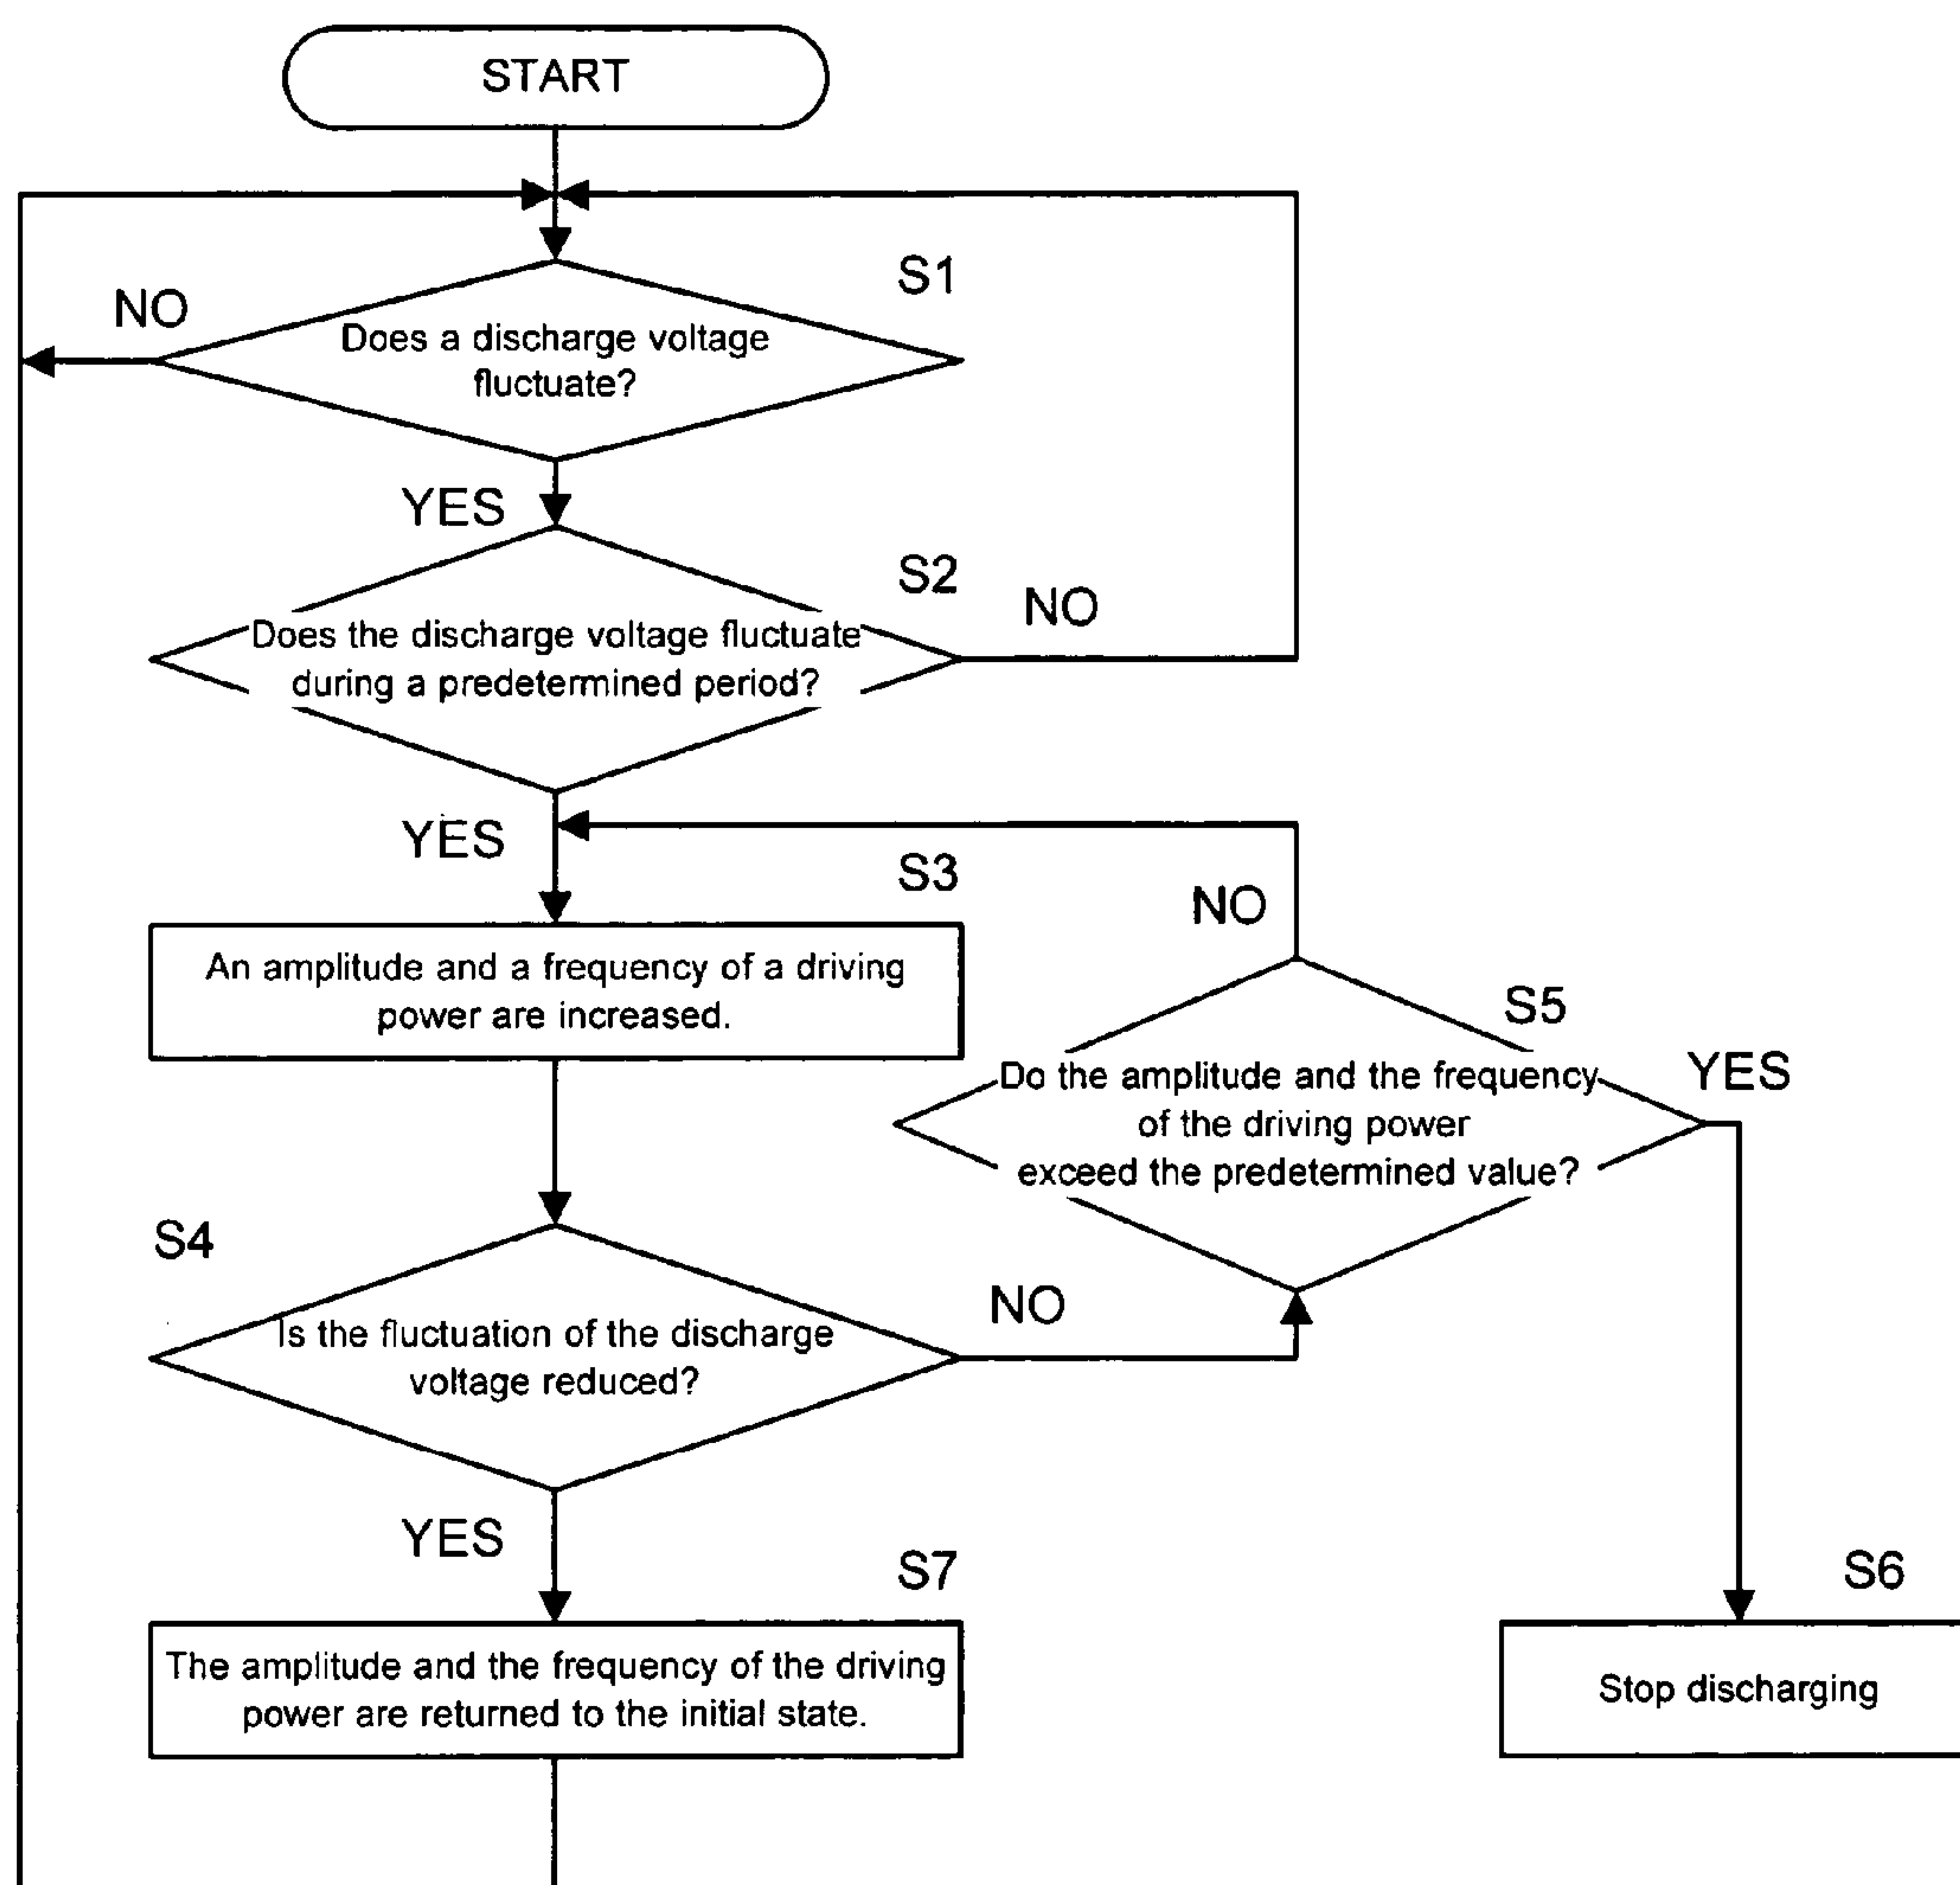 START
S1
NO
Does a discharge voltage
fluctuate?
YES
S2
NO
Does the discharge voltage fluctuate
during a predetermined period?
YES
S3
An amplitude and a frequency of a driving
power are increased.
NO
S5
YES
Do the amplitude and the frequency
of the driving power
exceed the predetermined value?
S4
NO
Is the fluctuation of the discharge
voltage reduced?
YES
S7
The amplitude and the frequency of the driving
power are returned to the initial state.
S6
Stop discharging